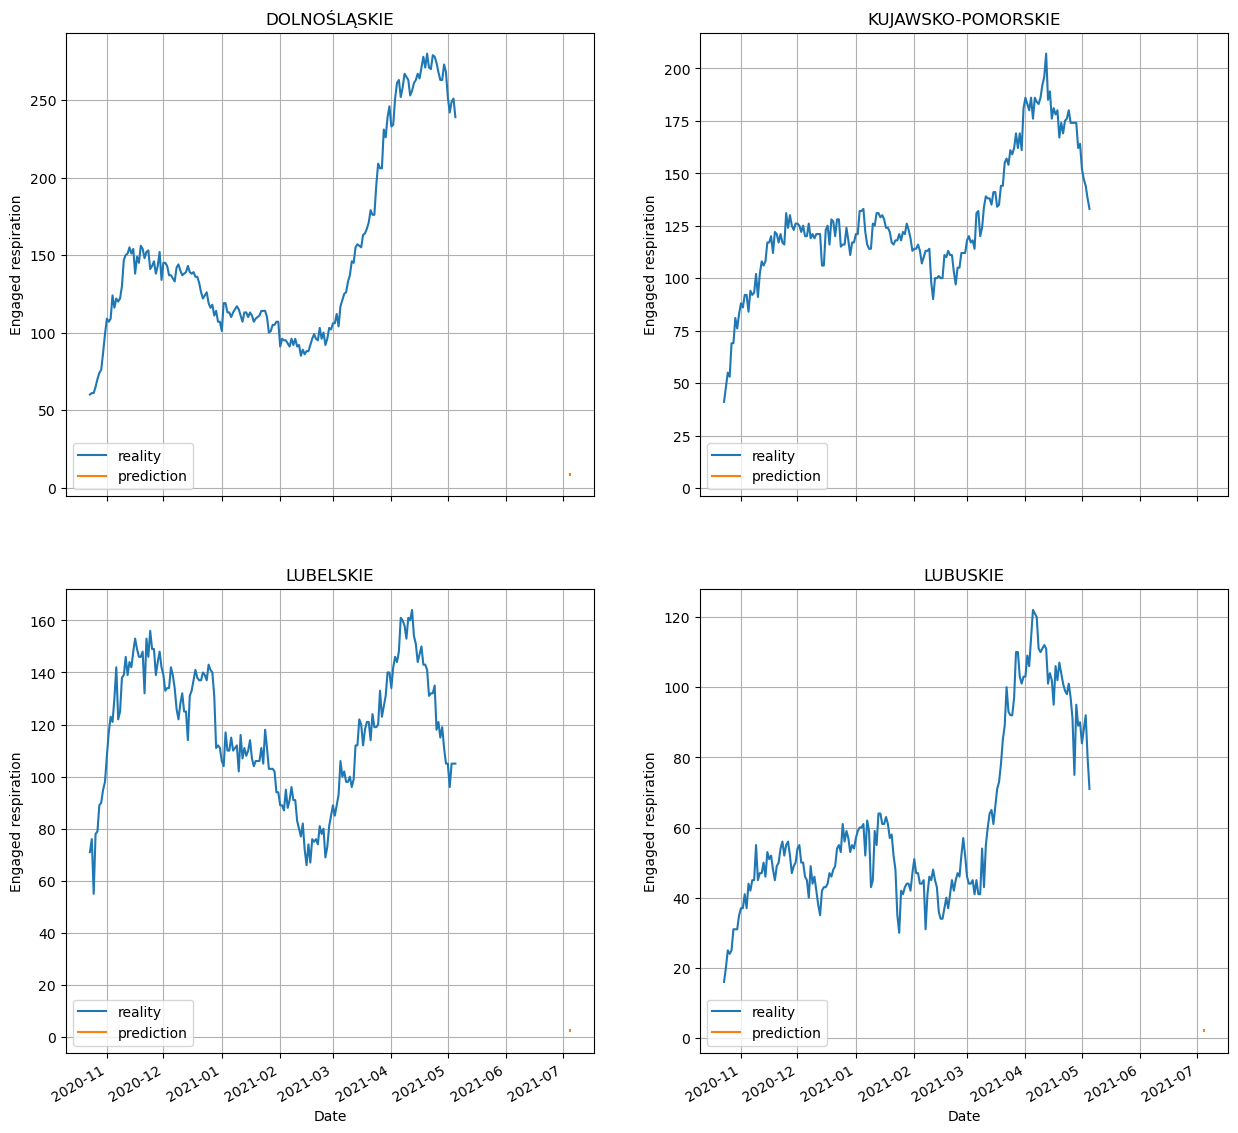 DOLNOŚLĄSKIE
Engaged respiration
250
200
150
100
50
0
reality
prediction
KUJAWSKO-POMORSKIE
Engaged respiration
200
175
150
125
100
75
50
25
0
reality
prediction
LUBELSKIE
Engaged respiration
160
140
120
100
80
60
40
20
0
reality
prediction
2020-11
2020-12
2021-01
2021-02
2021-03
2021-04
2021-05
2021-06
2021-07
Date
LUBUSKIE
Engaged respiration
120
100
80
60
40
20
0
reality
prediction
2020-11
2020-12
2021-01
2021-02
2021-03
2021-04
2021-05
2021-06
2021-07
Date